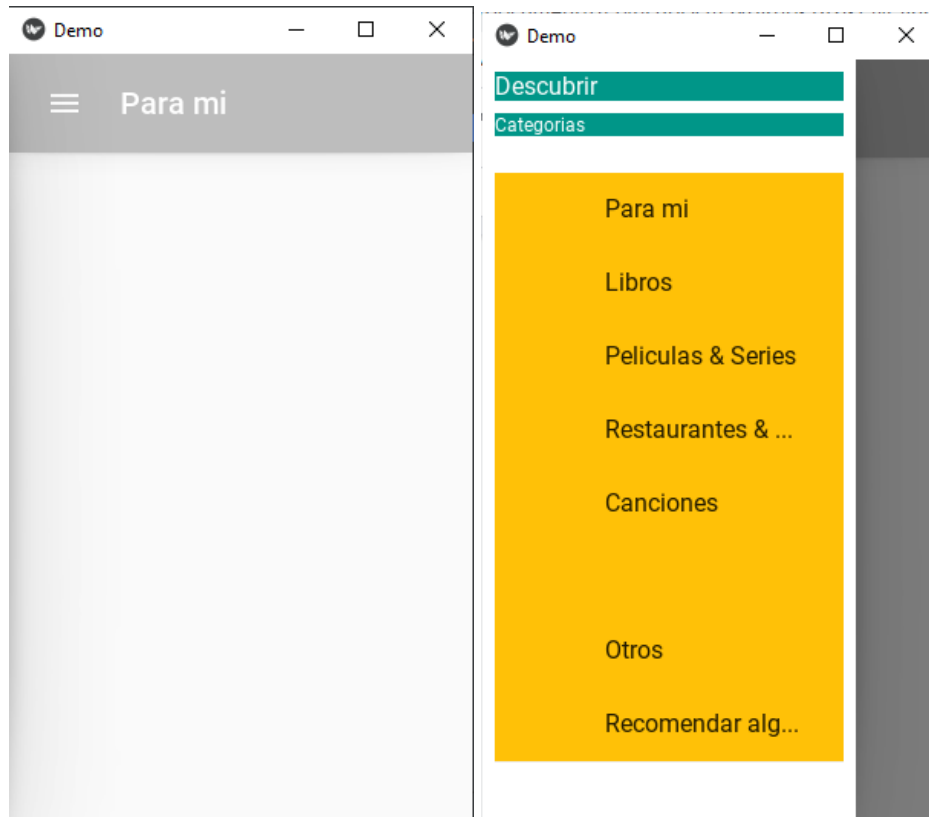 Demo
Para mi
Demo
Descubrir
Categorias
Para mi
Libros
Peliculas & Series
Restaurantes & ...
Canciones
Otros
Recomendar alg...